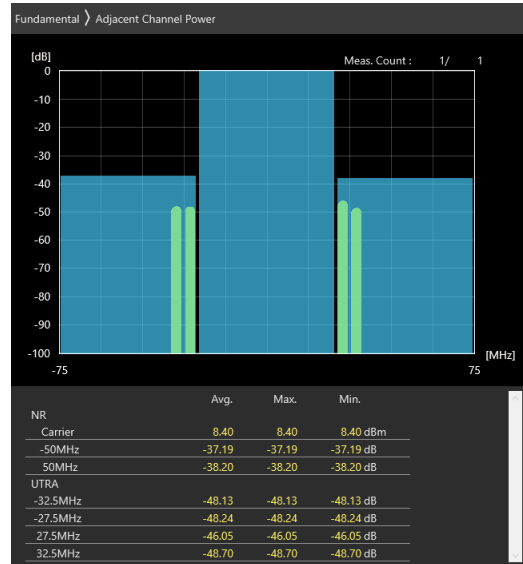 Fundamental ⟩ Adjacent Channel Power
[dB]
Meas. Count : 1/ 1
0
-10
-20
-30
-40
-50
-60
-70
-80
-90
-100
[MHz]
-75 75
Avg. Max. Min.
NR
Carrier 8.40 8.40 8.40 dBm
-50MHz -37.19 -37.19 -37.19 dB
50MHz -38.20 -38.20 -38.20 dB
UTRA
-32.5MHz -48.13 -48.13 -48.13 dB
-27.5MHz -48.24 -48.24 -48.24 dB
27.5MHz -46.05 -46.05 -46.05 dB
32.5MHz -48.70 -48.70 -48.70 dB